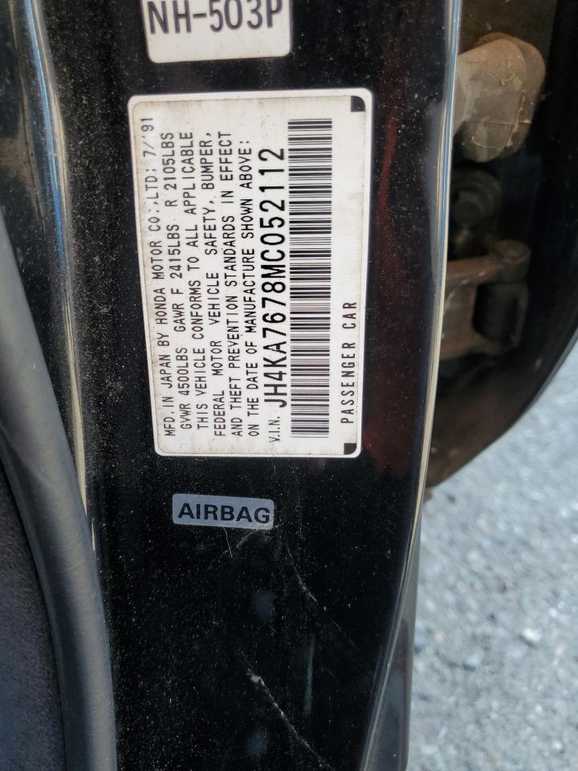 NH-503P
MFD. IN JAPAN BY HONDA MOTOR CO.,LTD: 7/'91
GVWR 4500LBS GAWR F 2415LBS R 2105LBS
THIS VEHICLE CONFORMS TO ALL APPLICABLE
FEDERAL MOTOR VEHICLE SAFETY, BUMPER,
AND THEFT PREVENTION STANDARDS IN EFFECT
ON THE DATE OF MANUFACTURE SHOWN ABOVE:
V.I.N. JH4KA7678MC052112
PASSENGER CAR
AIRBAG